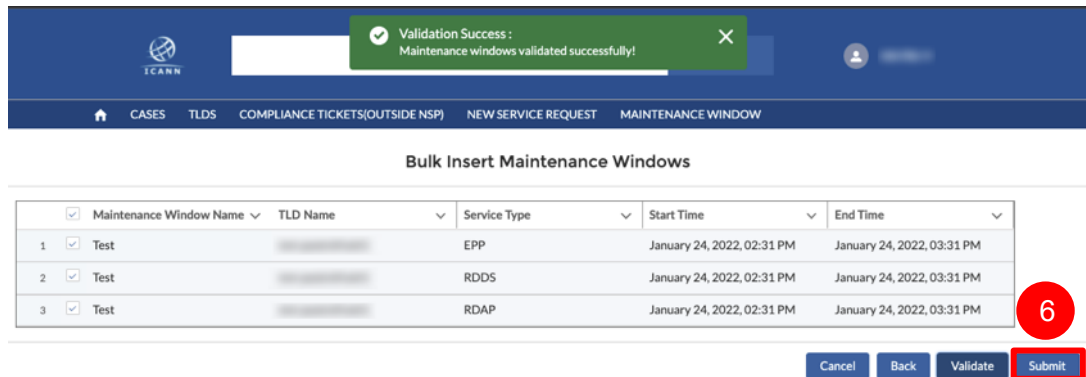 Validation Success :
Maintenance windows validated successfully!
ICANN
CASES TLDS COMPLIANCE TICKETS(OUTSIDE NSP) NEW SERVICE REQUEST MAINTENANCE WINDOW
Bulk Insert Maintenance Windows
Maintenance Window Name TLD Name Service Type Start Time End Time
1 Test EPP January 24, 2022, 02:31 PM January 24, 2022, 03:31 PM
2 Test RDDS January 24, 2022, 02:31 PM January 24, 2022, 03:31 PM
3 Test RDAP January 24, 2022, 02:31 PM January 24, 2022, 03:31 PM
6
Cancel Back Validate Submit